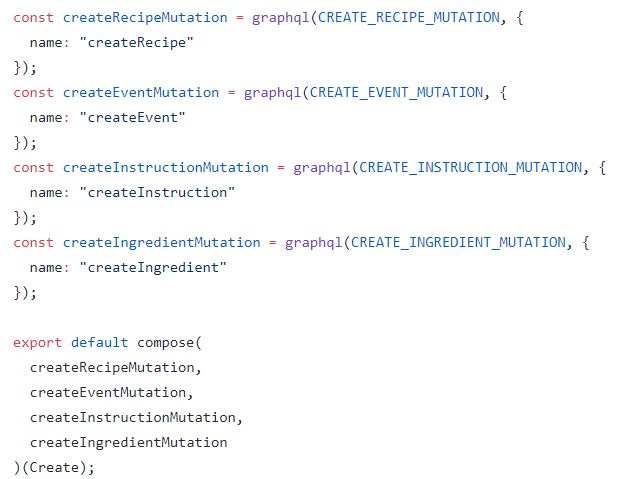 const createRecipeMutation = graphql(CREATE_RECIPE_MUTATION, {
  name: "createRecipe"
});
const createEventMutation = graphql(CREATE_EVENT_MUTATION, {
  name: "createEvent"
});
const createInstructionMutation = graphql(CREATE_INSTRUCTION_MUTATION, {
  name: "createInstruction"
});
const createIngredientMutation = graphql(CREATE_INGREDIENT_MUTATION, {
  name: "createIngredient"
});

export default compose(
  createRecipeMutation,
  createEventMutation,
  createInstructionMutation,
  createIngredientMutation
)(Create);